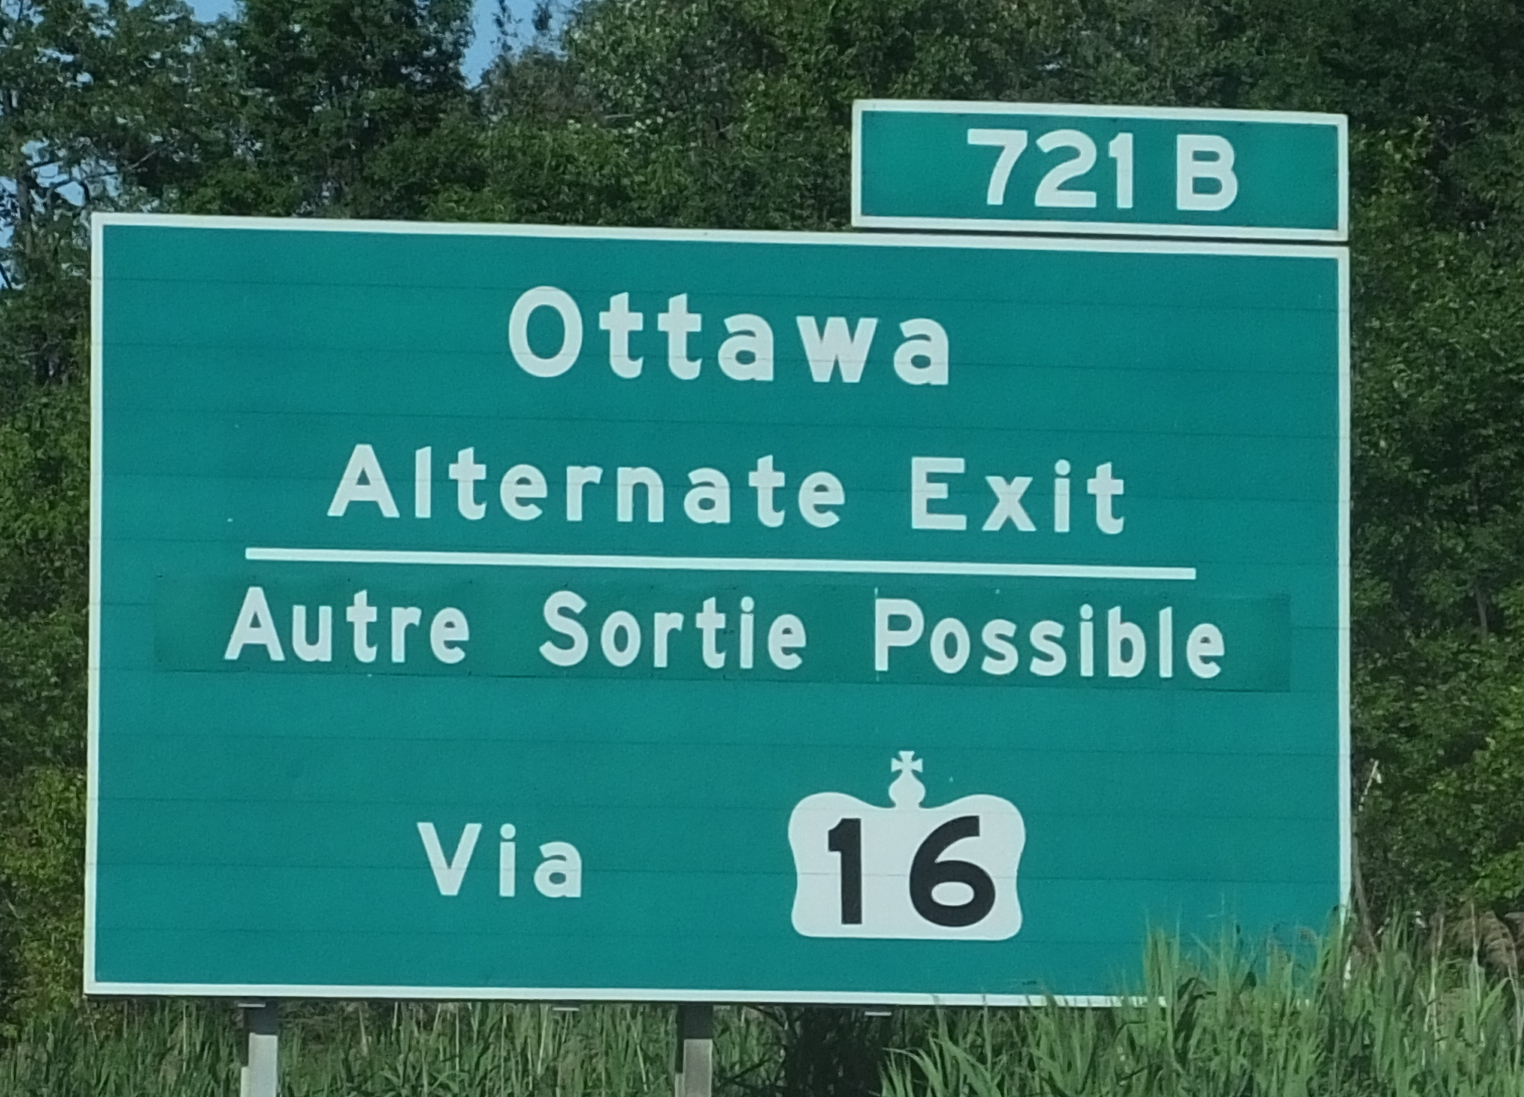 721 B
Ottawa
Alternate Exit
Autre Sortie Possible
Via 16